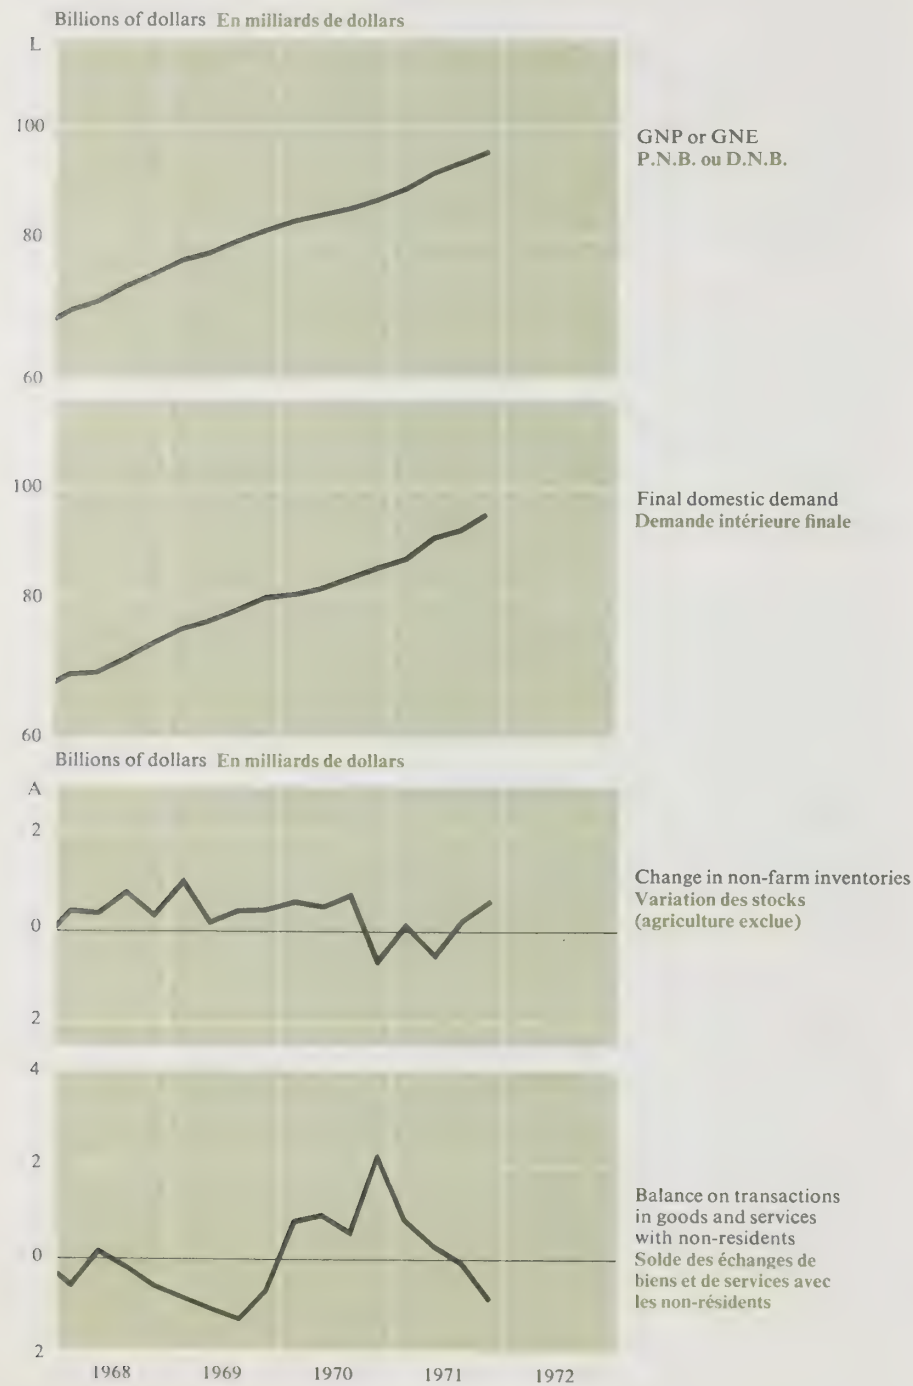 Billions of dollars En milliards de dollars
L
100
80
60
GNP or GNE
P.N.B. ou D.N.B.
100
80
60
Final domestic demand
Demande intérieure finale
Billions of dollars En milliards de dollars
A
2
0
2
Change in non-farm inventories
Variation des stocks
(agriculture exclue)
4
2
0
2
Balance on transactions
in goods and services
with non-residents
Solde des échanges de
biens et de services avec
les non-résidents
1968 1969 1970 1971 1972